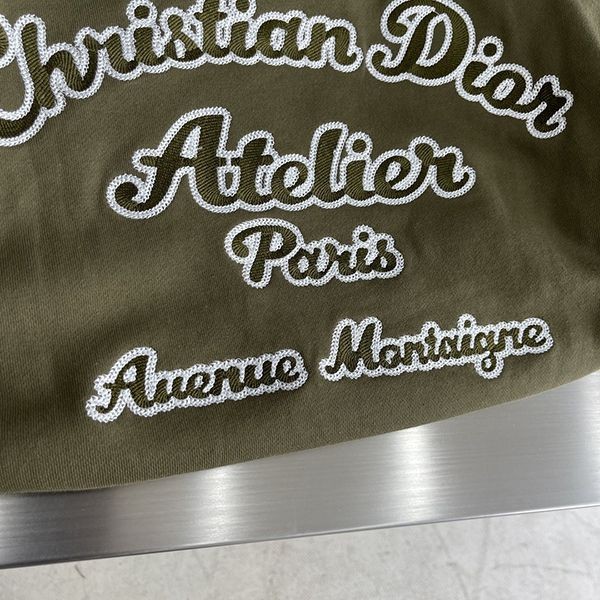 Christian Dior
Atelier
Paris
Avenue Montaigne